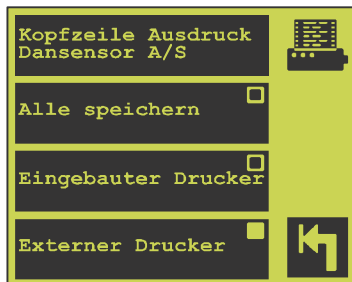 Kopfzeile Ausdruck
Dansensor A/S
Alle speichern
Eingebauter Drucker
Externer Drucker